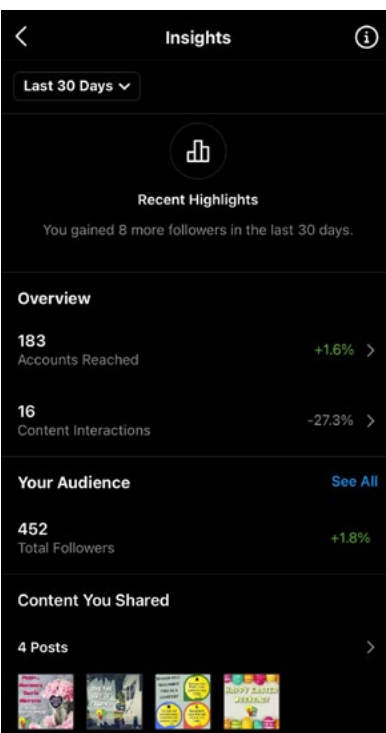 Insights
Last 30 Days
Recent Highlights
You gained 8 more followers in the last 30 days.
Overview
183
Accounts Reached
+1.6%
16
Content Interactions
-27.3%
Your Audience
See All
452
Total Followers
+1.8%
Content You Shared
4 Posts
HAPPY EASTER
WEEKEND!